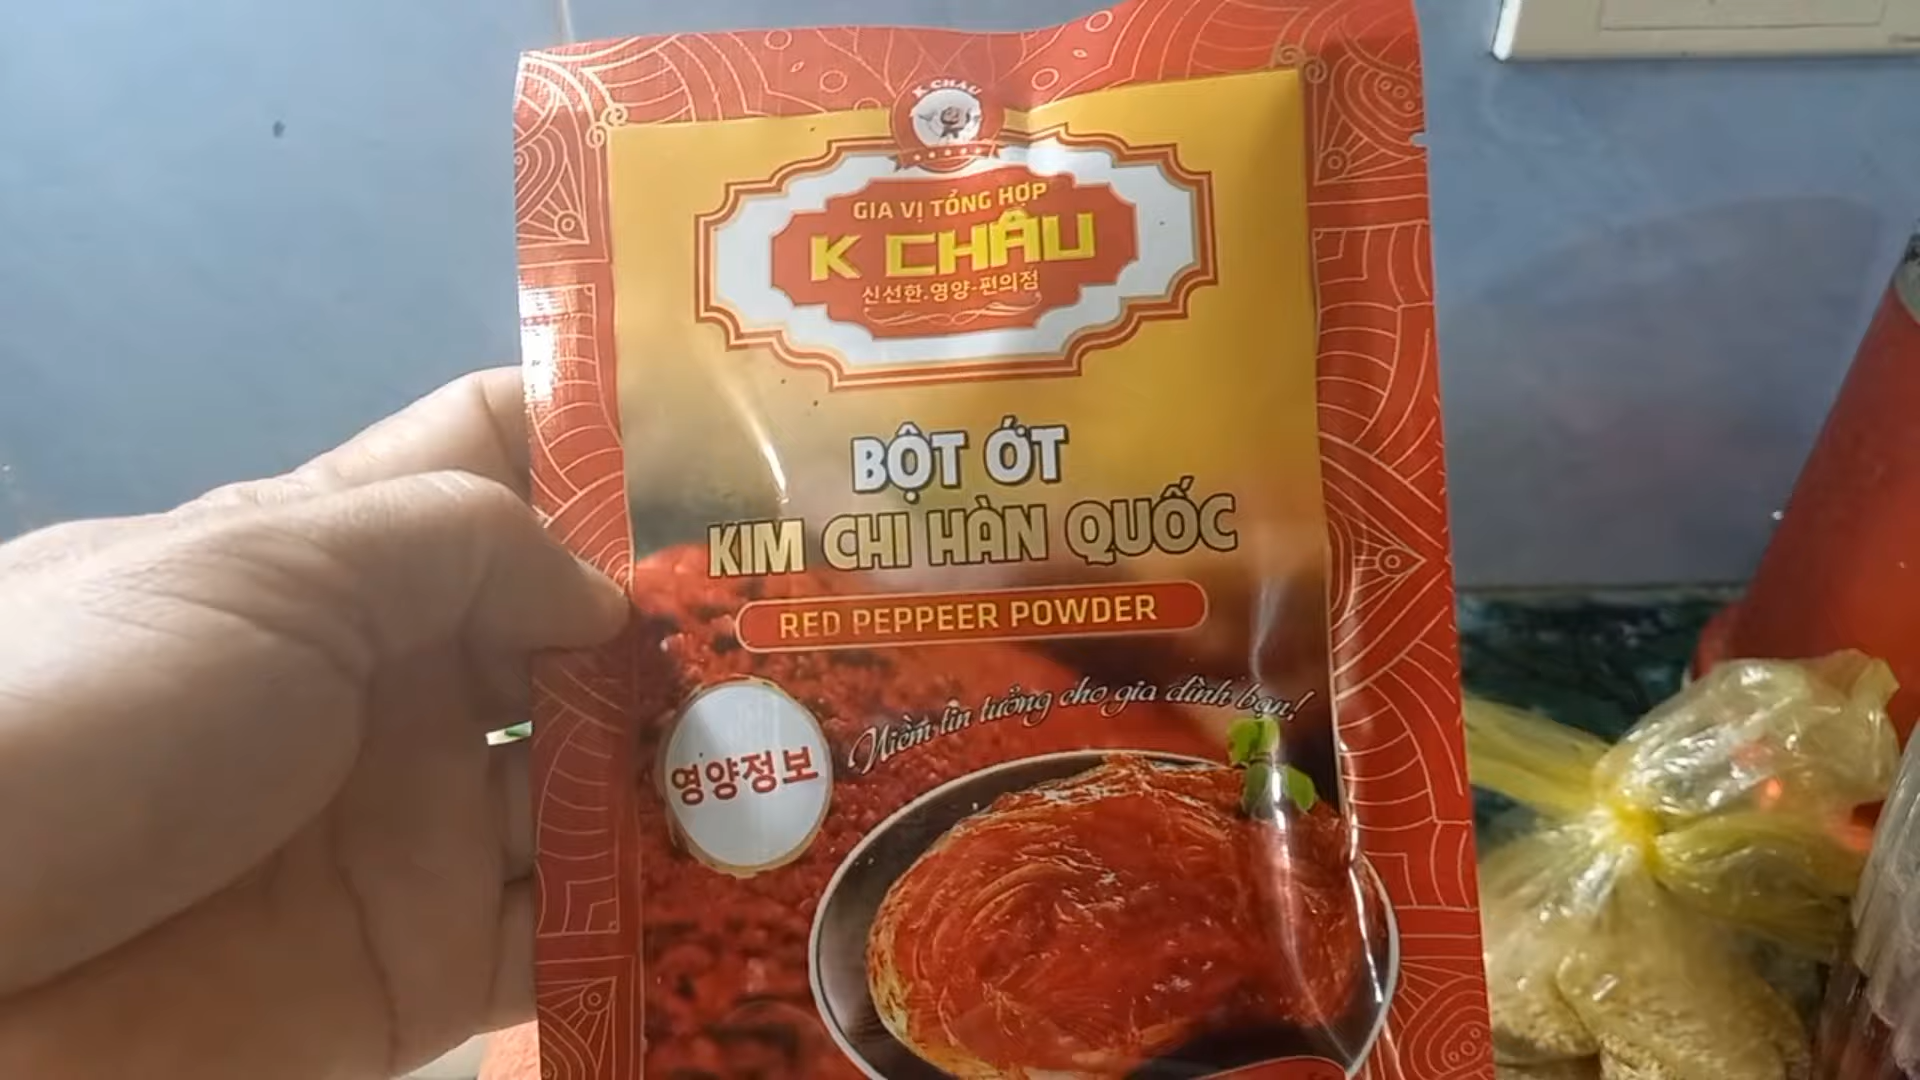 K CHÂU
GIA VỊ TỔNG HỢP
K CHÂU
신선한-영양-편의점
BỘT ỚT
KIM CHI HÀN QUỐC
RED PEPPEER POWDER
Niềm tin tưởng cho gia đình bạn!
영양정보